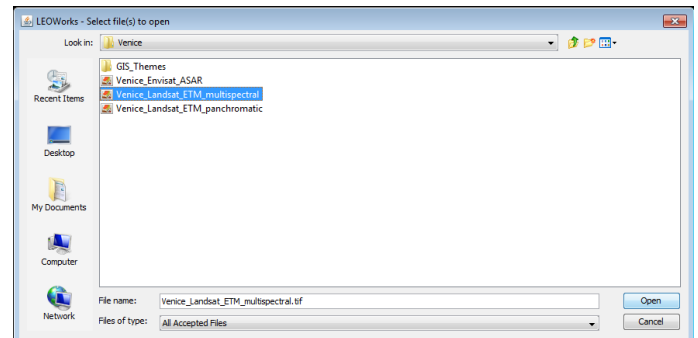 LEOWorks - Select file(s) to open
Look in: Venice
GIS_Themes
Venice_Envisat_ASAR
Venice_Landsat_ETM_multispectral
Venice_Landsat_ETM_panchromatic
Recent Items
Desktop
My Documents
Computer
Network
File name: Venice_Landsat_ETM_multispectral.tif Open
Files of type: All Accepted Files Cancel